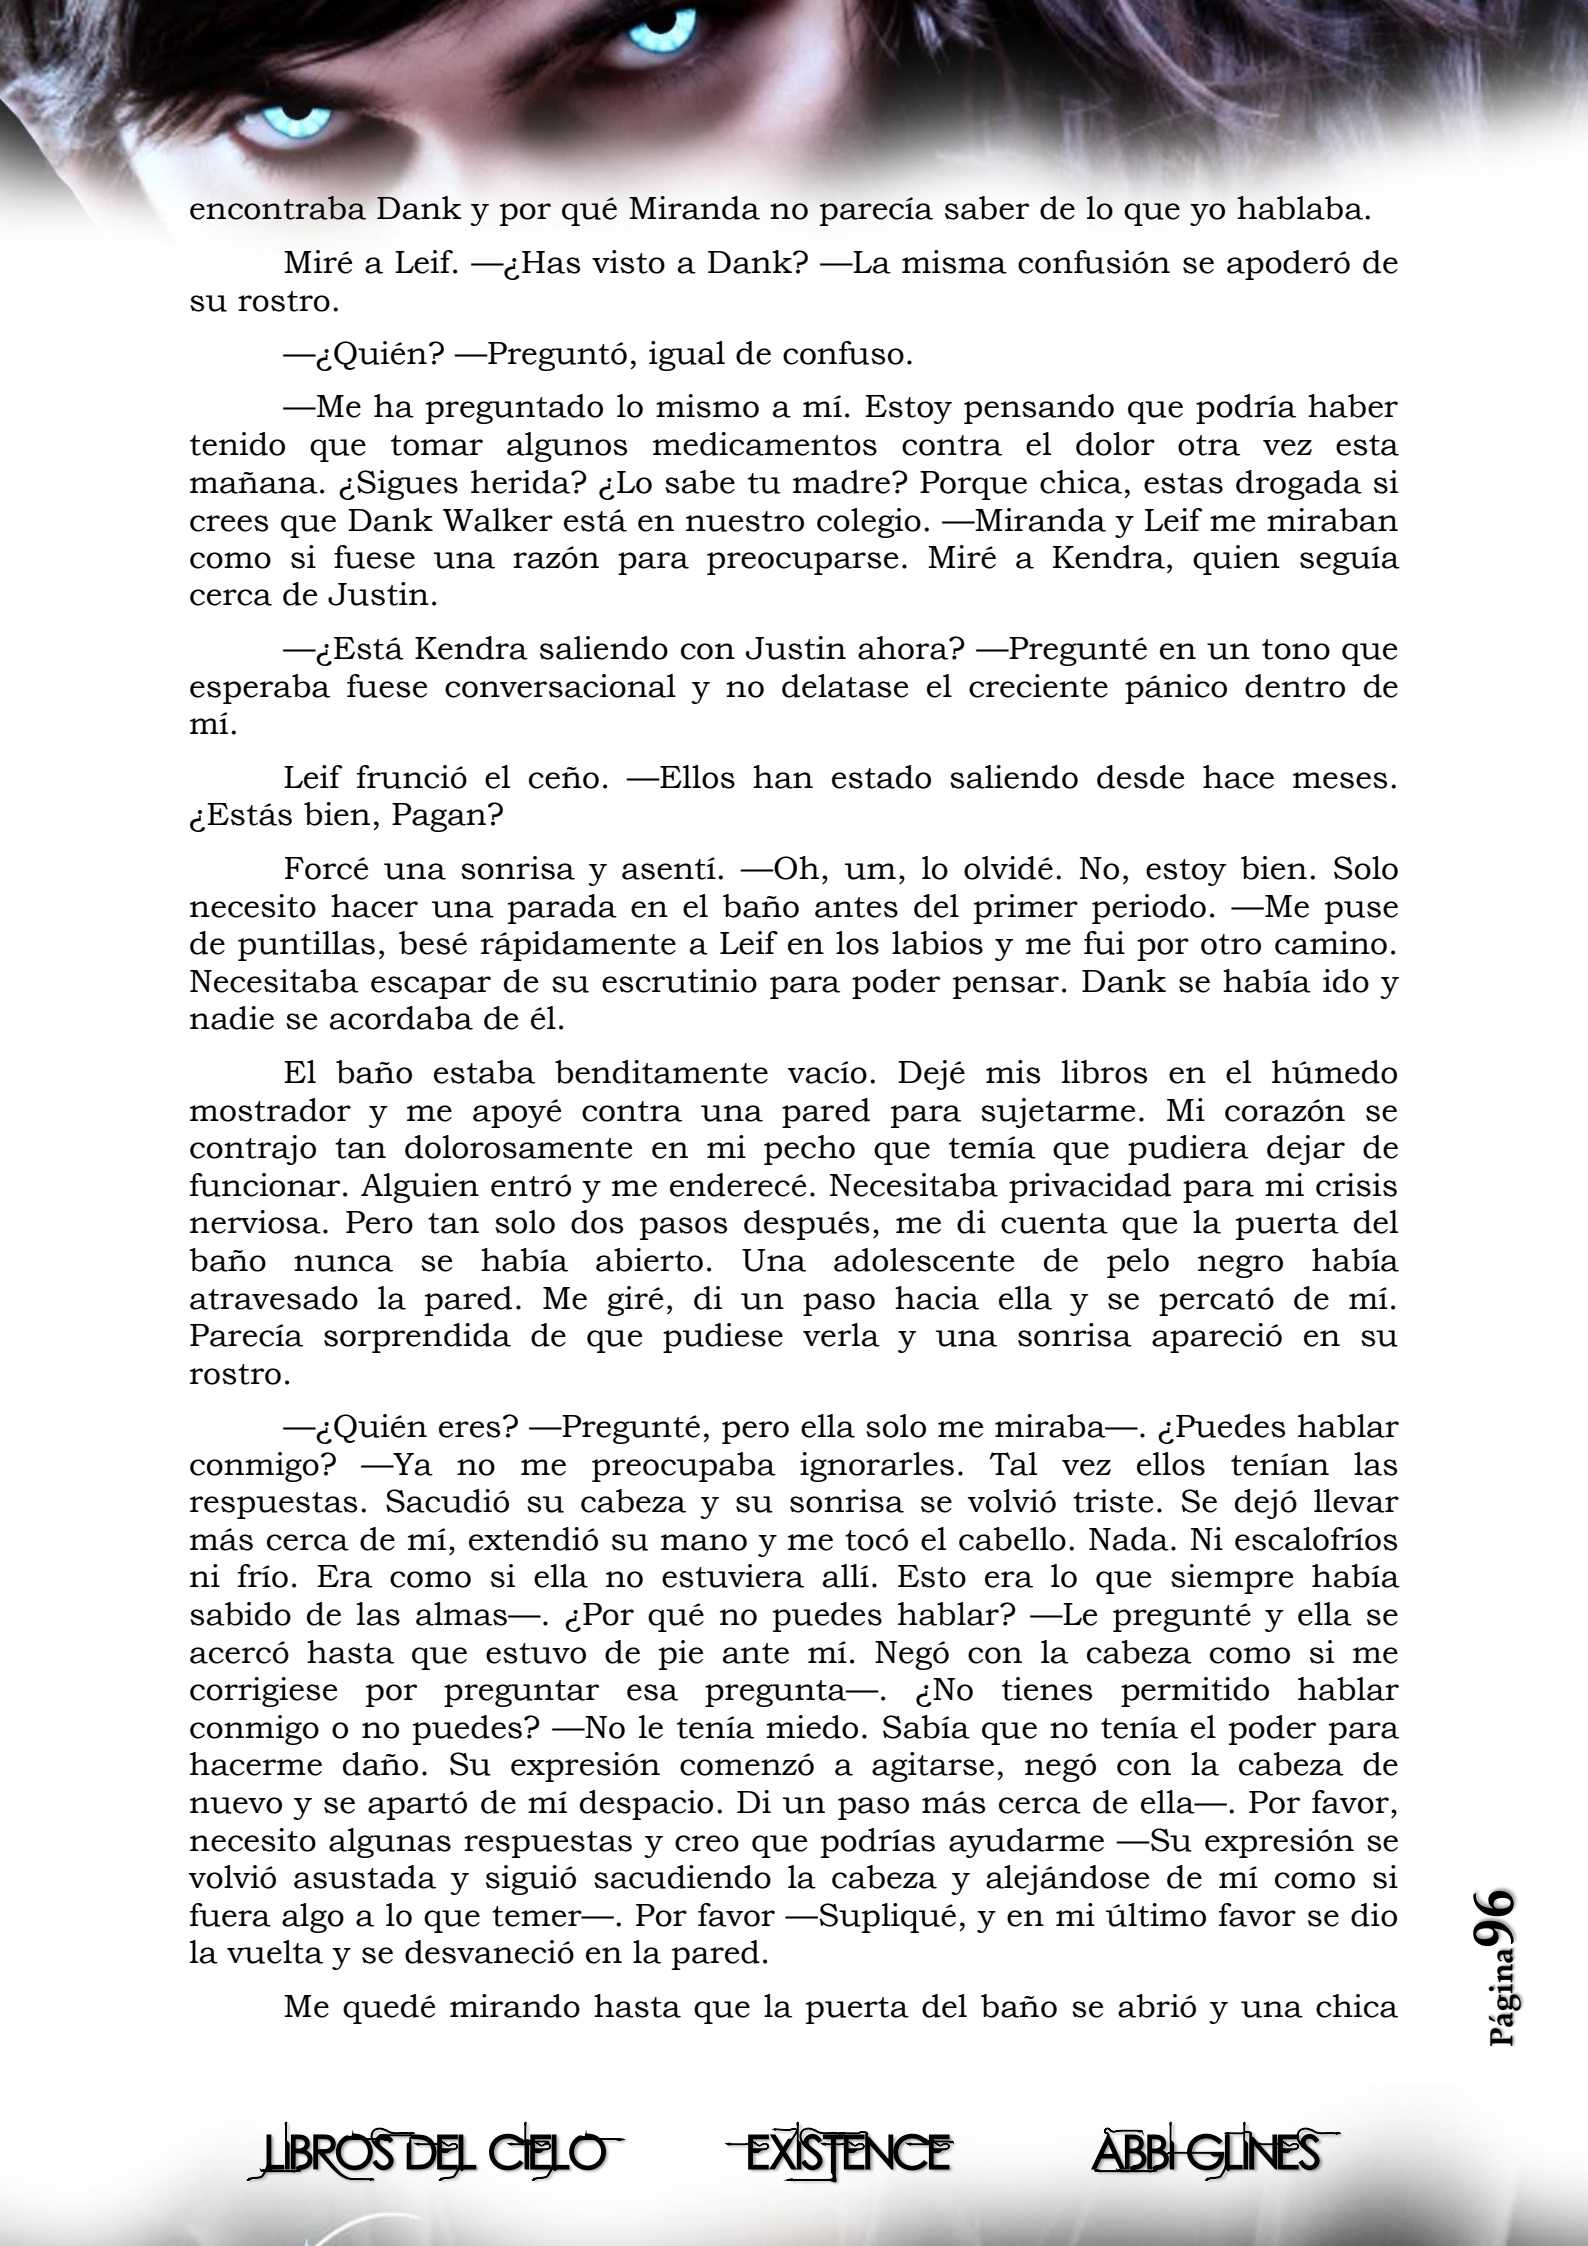 encontraba Dank y por qué Miranda no parecía saber de lo que yo hablaba.
Miré a Leif. —¿Has visto a Dank? —La misma confusión se apoderó de
su rostro.
—¿Quién? —Preguntó, igual de confuso.
—Me ha preguntado lo mismo a mí. Estoy pensando que podría haber
tenido que tomar algunos medicamentos contra el dolor otra vez esta
mañana. ¿Sigues herida? ¿Lo sabe tu madre? Porque chica, estas drogada si
crees que Dank Walker está en nuestro colegio. —Miranda y Leif me miraban
como si fuese una razón para preocuparse. Miré a Kendra, quien seguía
cerca de Justin.
—¿Está Kendra saliendo con Justin ahora? —Pregunté en un tono que
esperaba fuese conversacional y no delatase el creciente pánico dentro de
mí.
Leif frunció el ceño. —Ellos han estado saliendo desde hace meses.
¿Estás bien, Pagan?
Forcé una sonrisa y asentí. —Oh, um, lo olvidé. No, estoy bien. Solo
necesito hacer una parada en el baño antes del primer periodo. —Me puse
de puntillas, besé rápidamente a Leif en los labios y me fui por otro camino.
Necesitaba escapar de su escrutinio para poder pensar. Dank se había ido y
nadie se acordaba de él.
El baño estaba benditamente vacío. Dejé mis libros en el húmedo
mostrador y me apoyé contra una pared para sujetarme. Mi corazón se
contrajo tan dolorosamente en mi pecho que temía que pudiera dejar de
funcionar. Alguien entró y me enderecé. Necesitaba privacidad para mi crisis
nerviosa. Pero tan solo dos pasos después, me di cuenta que la puerta del
baño nunca se había abierto. Una adolescente de pelo negro había
atravesado la pared. Me giré, di un paso hacia ella y se percató de mí.
Parecía sorprendida de que pudiese verla y una sonrisa apareció en su
rostro.
—¿Quién eres? —Pregunté, pero ella solo me miraba—. ¿Puedes hablar
conmigo? —Ya no me preocupaba ignorarles. Tal vez ellos tenían las
respuestas. Sacudió su cabeza y su sonrisa se volvió triste. Se dejó llevar
más cerca de mí, extendió su mano y me tocó el cabello. Nada. Ni escalofríos
ni frío. Era como si ella no estuviera allí. Esto era lo que siempre había
sabido de las almas—. ¿Por qué no puedes hablar? —Le pregunté y ella se
acercó hasta que estuvo de pie ante mí. Negó con la cabeza como si me
corrigiese por preguntar esa pregunta—. ¿No tienes permitido hablar
conmigo o no puedes? —No le tenía miedo. Sabía que no tenía el poder para
hacerme daño. Su expresión comenzó a agitarse, negó con la cabeza de
nuevo y se apartó de mí despacio. Di un paso más cerca de ella—. Por favor,
necesito algunas respuestas y creo que podrías ayudarme —Su expresión se
volvió asustada y siguió sacudiendo la cabeza y alejándose de mí como si
fuera algo a lo que temer—. Por favor —Supliqué, y en mi último favor se dio
la vuelta y se desvaneció en la pared.
Me quedé mirando hasta que la puerta del baño se abrió y una chica
Página96
LIBROS DEL CIELO EXISTENCE ABBI GLINES